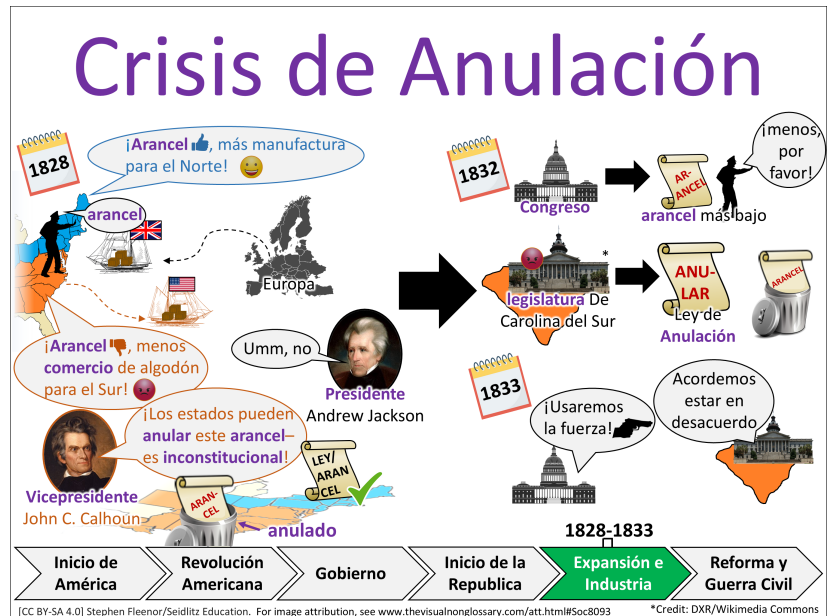 Crisis de Anulación
1828
¡Arancel 👍, más manufactura
para el Norte! 😀
arancel
Europa
¡Arancel 👎, menos
comercio de algodón
para el Sur! 😡
Umm, no
Presidente
Andrew Jackson
¡Los estados pueden
anular este arancel–
es inconstitucional!
Vicepresidente
John C. Calhoun
ARAN-
CEL
LEY/
ARAN
CEL
anulado
1832
Congreso
AR-
ANCEL
arancel más bajo
¡menos,
por
favor!
*
legislatura De
Carolina del Sur
ANU-
LAR
Ley de
Anulación
ARANCEL
1833
¡Usaremos
la fuerza!
Acordemos
estar en
desacuerdo
1828-1833
Inicio de
América
Revolución
Americana
Gobierno
Inicio de la
Republica
Expansión e
Industria
Reforma y
Guerra Civil
[CC BY-SA 4.0] Stephen Fleenor/Seidlitz Education. For image attribution, see www.thevisualnonglossary.com/att.html#Soc8093
*Credit: DXR/Wikimedia Commons